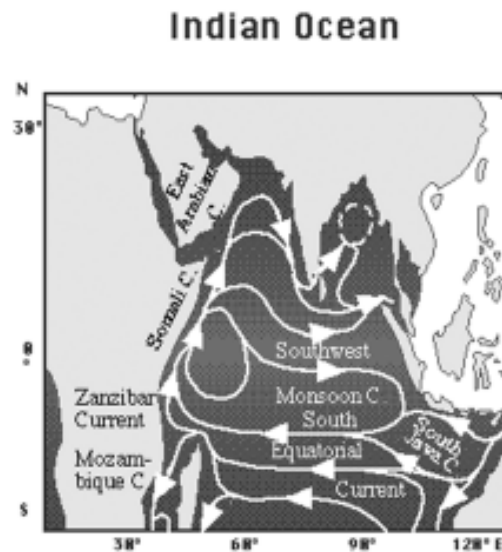 Indian Ocean
N
30°
East
Arabian
C.
Somali C.
0°
Southwest
Zanzibar
Current
Monsoon C.
South
Equatorial
South
Java C.
Mozam-
bique C.
Current
S
30° 60° 90° 120° E